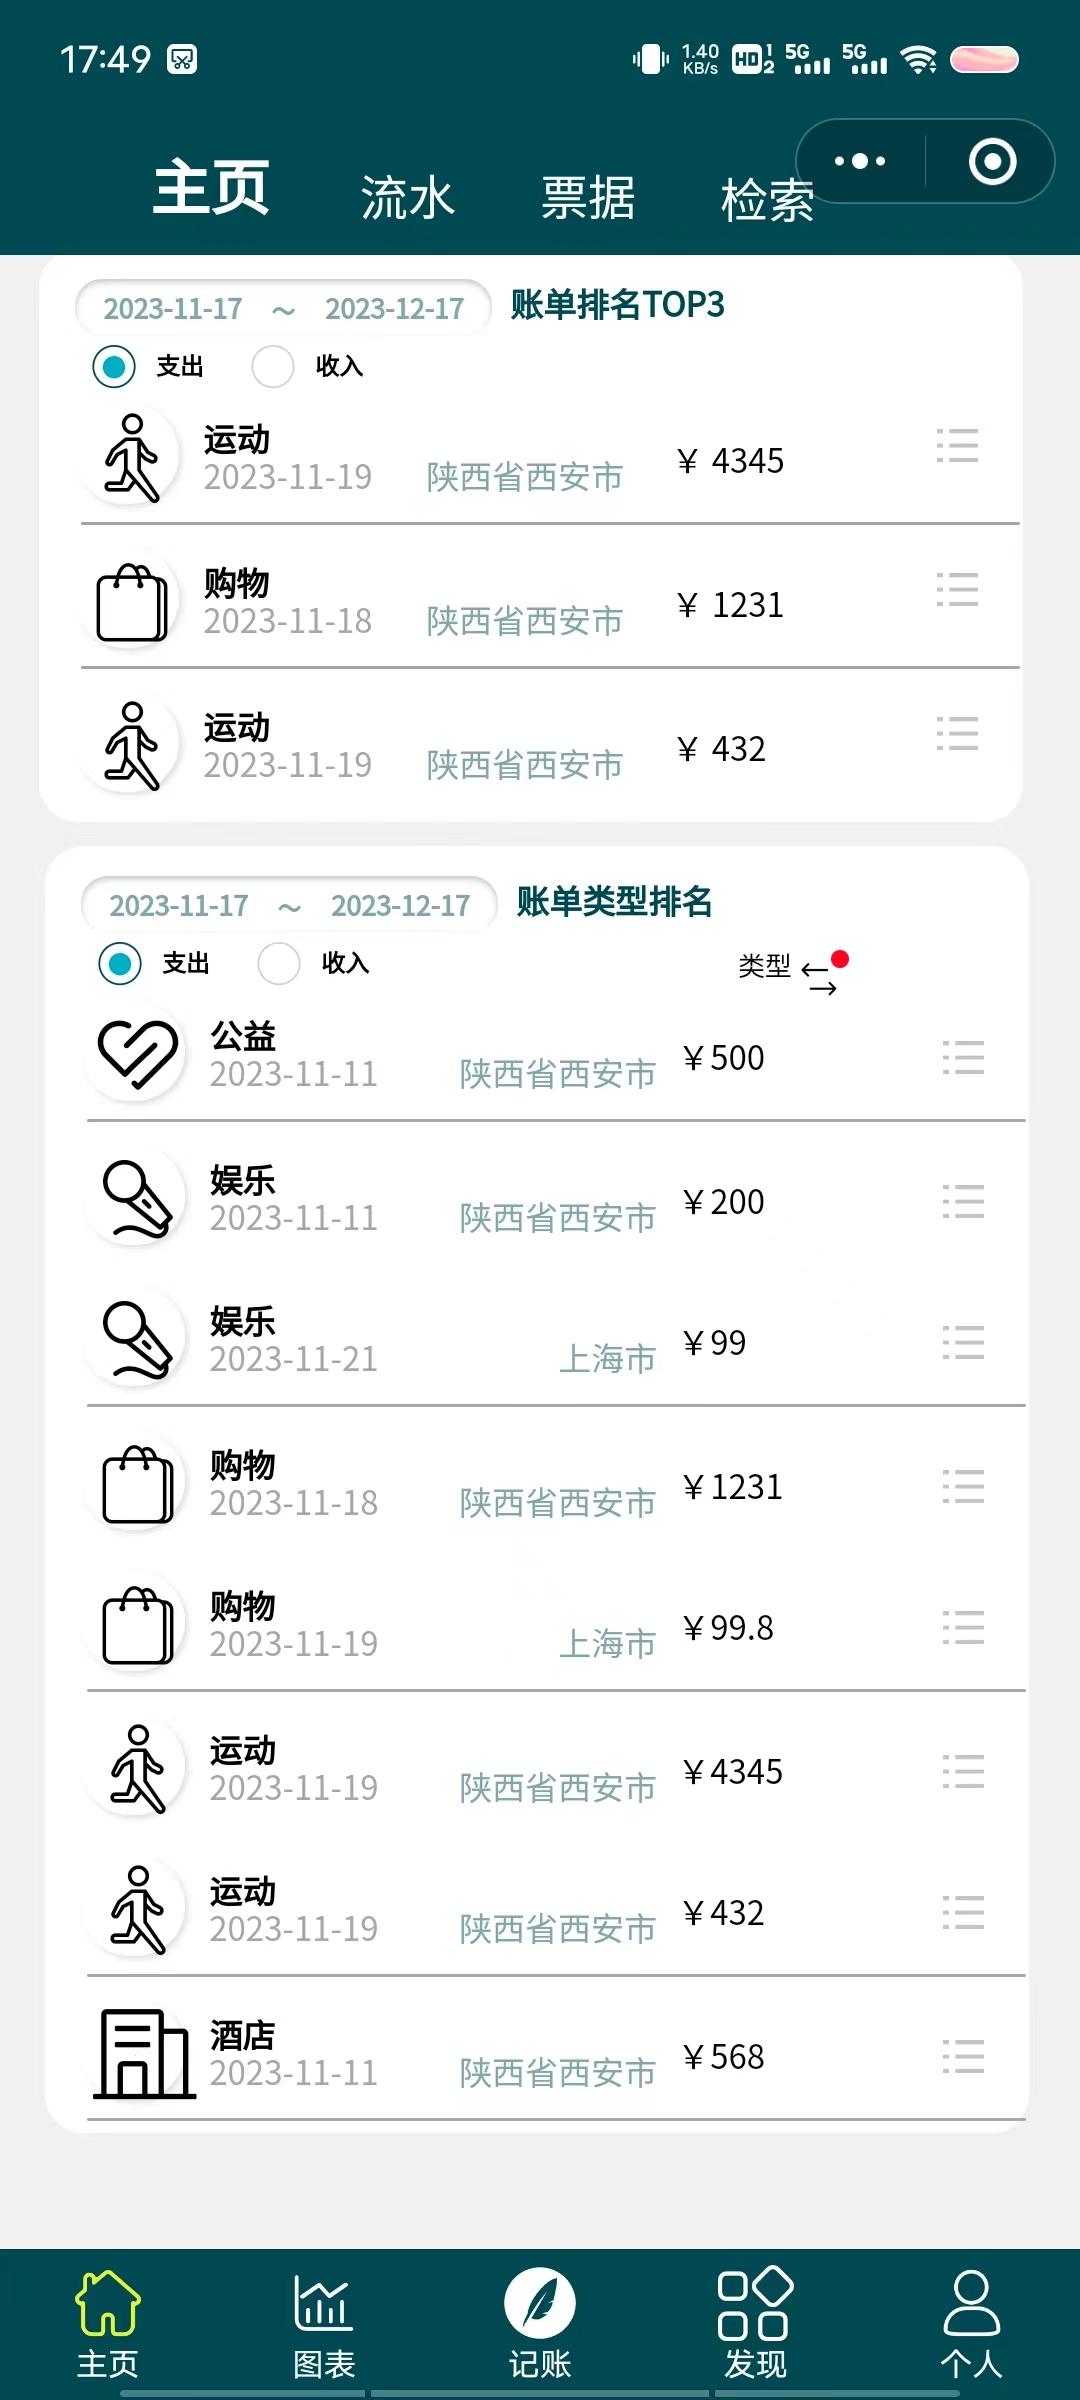 17:49 1.40 KB/s HD 1 2 5G 5G
主页 流水 票据 检索
2023-11-17 ~ 2023-12-17 账单排名TOP3
支出 收入
运动
2023-11-19 陕西省西安市 ¥ 4345
购物
2023-11-18 陕西省西安市 ¥ 1231
运动
2023-11-19 陕西省西安市 ¥ 432
2023-11-17 ~ 2023-12-17 账单类型排名
支出 收入 类型
公益
2023-11-11 陕西省西安市 ¥500
娱乐
2023-11-11 陕西省西安市 ¥200
娱乐
2023-11-21 上海市 ¥99
购物
2023-11-18 陕西省西安市 ¥1231
购物
2023-11-19 上海市 ¥99.8
运动
2023-11-19 陕西省西安市 ¥4345
运动
2023-11-19 陕西省西安市 ¥432
酒店
2023-11-11 陕西省西安市 ¥568
主页 图表 记账 发现 个人